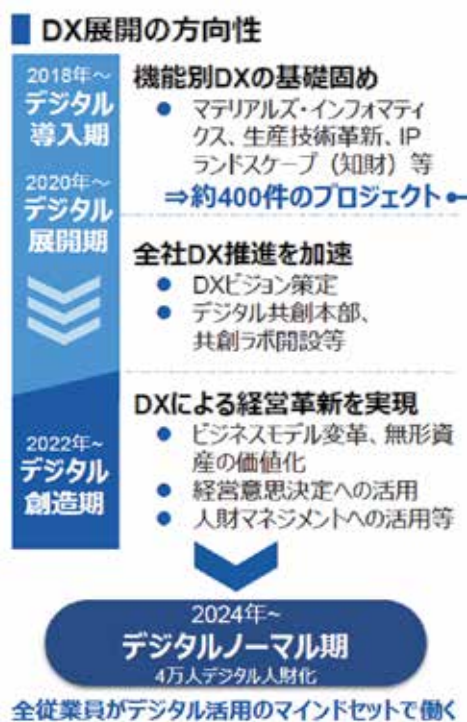 DX展開の方向性
2018年~
デジタル
導入期
機能別DXの基礎固め
● マテリアルズ・インフォマティ
クス、生産技術革新、IP
ランドスケープ（知財）等
⇒約400件のプロジェクト
2020年~
デジタル
展開期
全社DX推進を加速
● DXビジョン策定
● デジタル共創本部、
共創ラボ開設等
2022年~
デジタル
創造期
DXによる経営革新を実現
● ビジネスモデル変革、無形資
産の価値化
● 経営意思決定への活用
● 人財マネジメントへの活用等
2024年~
デジタルノーマル期
4万人デジタル人財化
全従業員がデジタル活用のマインドセットで働く